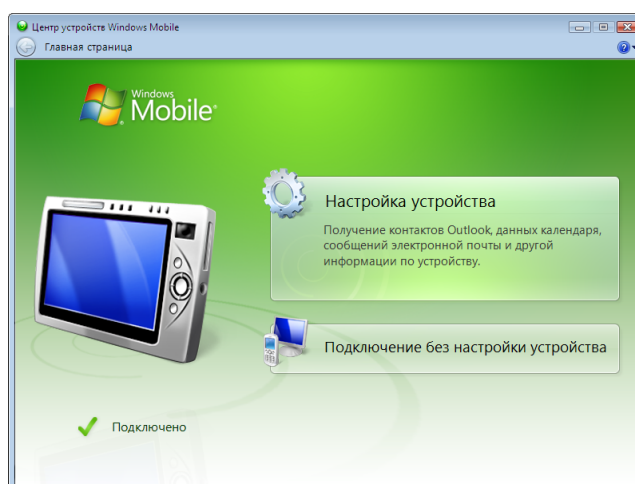 Центр устройств Windows Mobile
Главная страница
Windows
Mobile®
Настройка устройства
Получение контактов Outlook, данных календаря,
сообщений электронной почты и другой
информации по устройству.
Подключение без настройки устройства
Подключено